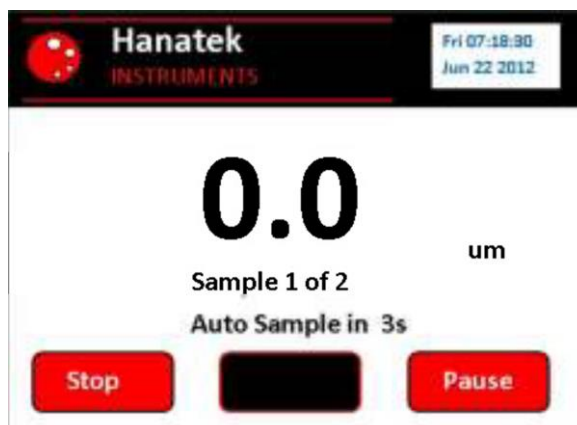 Hanatek
INSTRUMENTS
Fri 07:18:30
Jun 22 2012
0.0
um
Sample 1 of 2
Auto Sample in 3s
Stop
Pause